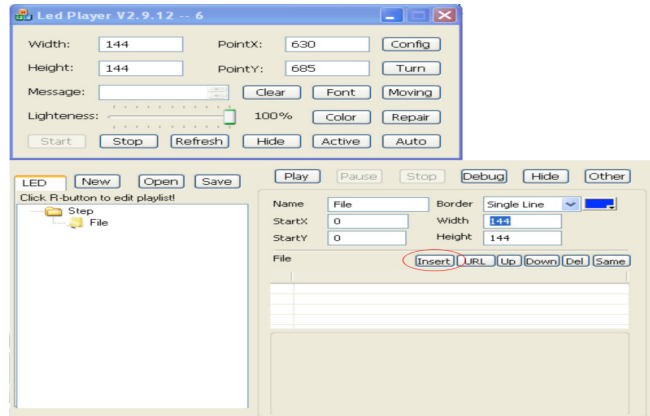 Led Player V2.9.12 -- 6
Width: 144 PointX: 630 Config
Height: 144 PointY: 685 Turn
Message: Clear Font Moving
Lighteness: 100% Color Repair
Start Stop Refresh Hide Active Auto
LED New Open Save Play Pause Stop Debug Hide Other
Click R-button to edit playlist!
Step
File
Name File Border Single Line
StartX 0 Width 144
StartY 0 Height 144
File Insert URL Up Down Del Same